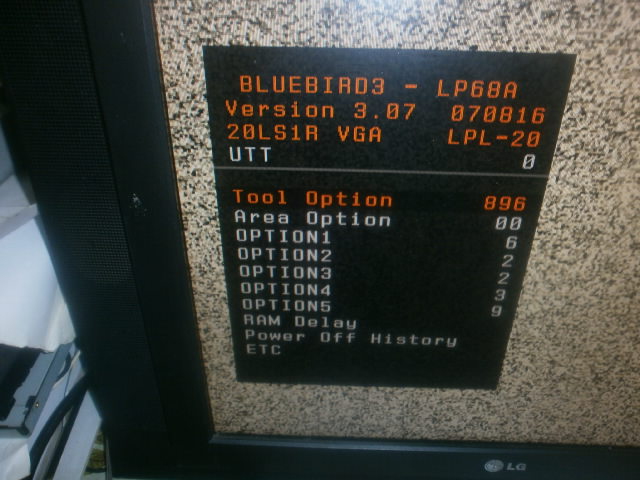 BLUEBIRD3 - LP68A
Version 3.07 070816
20LS1R VGA LPL-20
UTT 0
Tool Option 896
Area Option 00
OPTION1 6
OPTION2 2
OPTION3 2
OPTION4 3
OPTION5 9
RAM Delay
Power Off History
ETC
LG